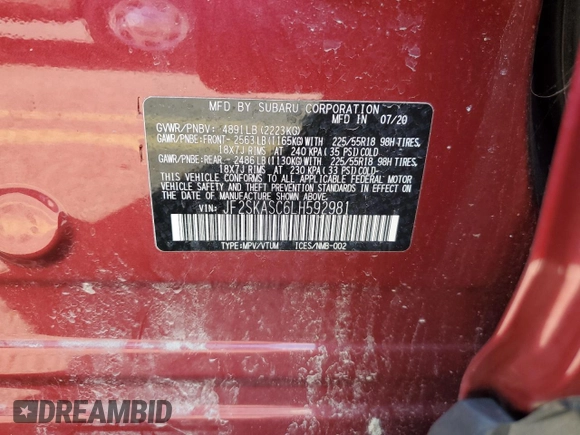 MFD BY SUBARU CORPORATION
MFD IN 07/20
GVWR/PNBV: 4891LB(2223KG)
GAWR/PNBE:FRONT- 2563LB(1165KG)WITH 225/55R18 98H TIRES,
18X7J RIMS AT 240 KPA(35 PSI)COLD.
GAWR/PNBE:REAR - 2486LB(1130KG)WITH 225/55R18 98H TIRES,
18X7J RIMS AT 230 KPA(33 PSI)COLD.
THIS VEHICLE CONFORMS TO ALL APPLICABLE FEDERAL MOTOR VEHICLE
SAFETY AND THEFT PREVENTION STANDARDS IN EFFECT ON THE DATE
OF MANUFACTURE SHOWN ABOVE.
VIN: JF2SKASC6LH592981
TYPE:MPV/VTUM ICES/NMB-002
DREAMBID